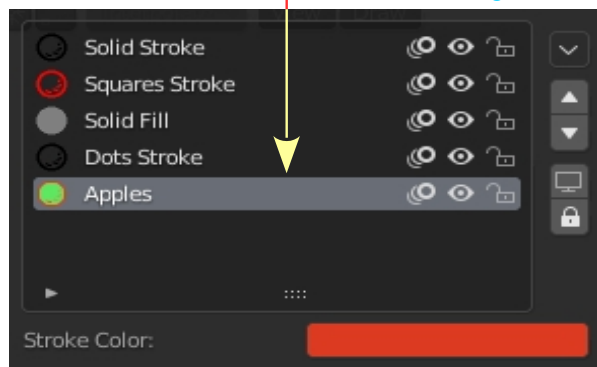 Solid Stroke
Squares Stroke
Solid Fill
Dots Stroke
Apples
Stroke Color: